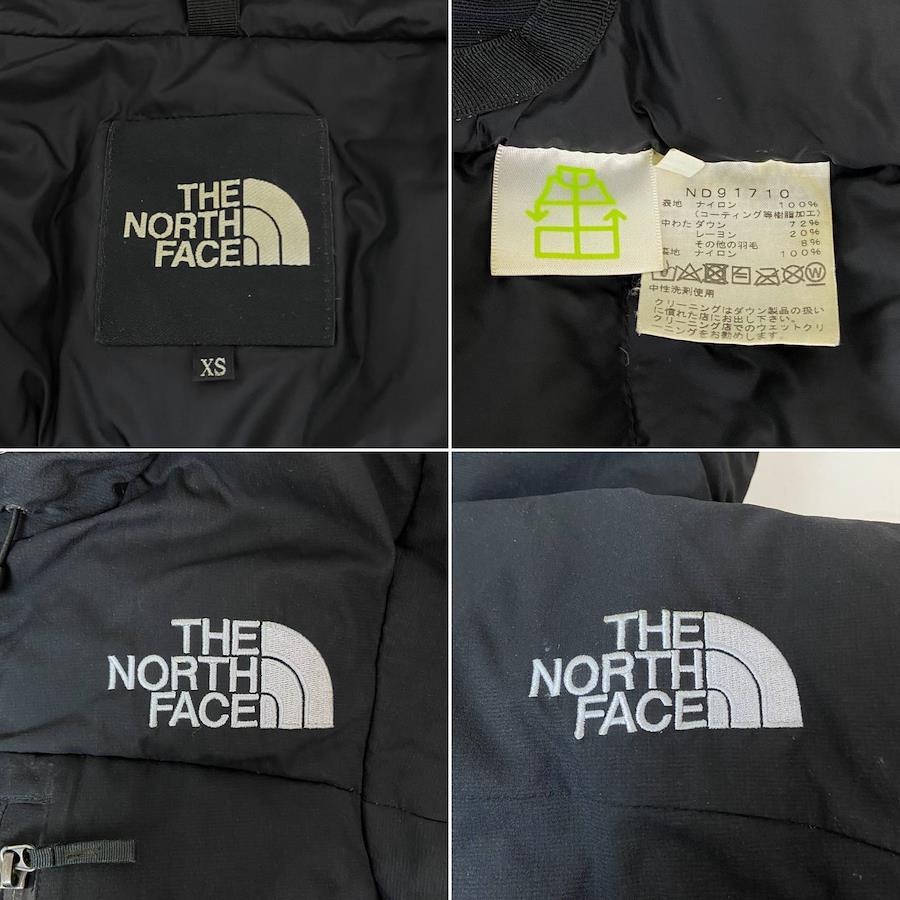 THE
NORTH
FACE
XS
ND91710
表地 ナイロン 100%
(コーティング等樹脂加工)
中わた ダウン 72%
レーヨン 20%
その他の羽毛 8%
裏地 ナイロン 100%
W
中性洗剤使用
クリーニングはダウン製品の扱い
に慣れた店にお出し下さい。
クリーニング店でのウェットクリ
ーニングをお勧めします。
THE
NORTH
FACE
THE
NORTH
FACE